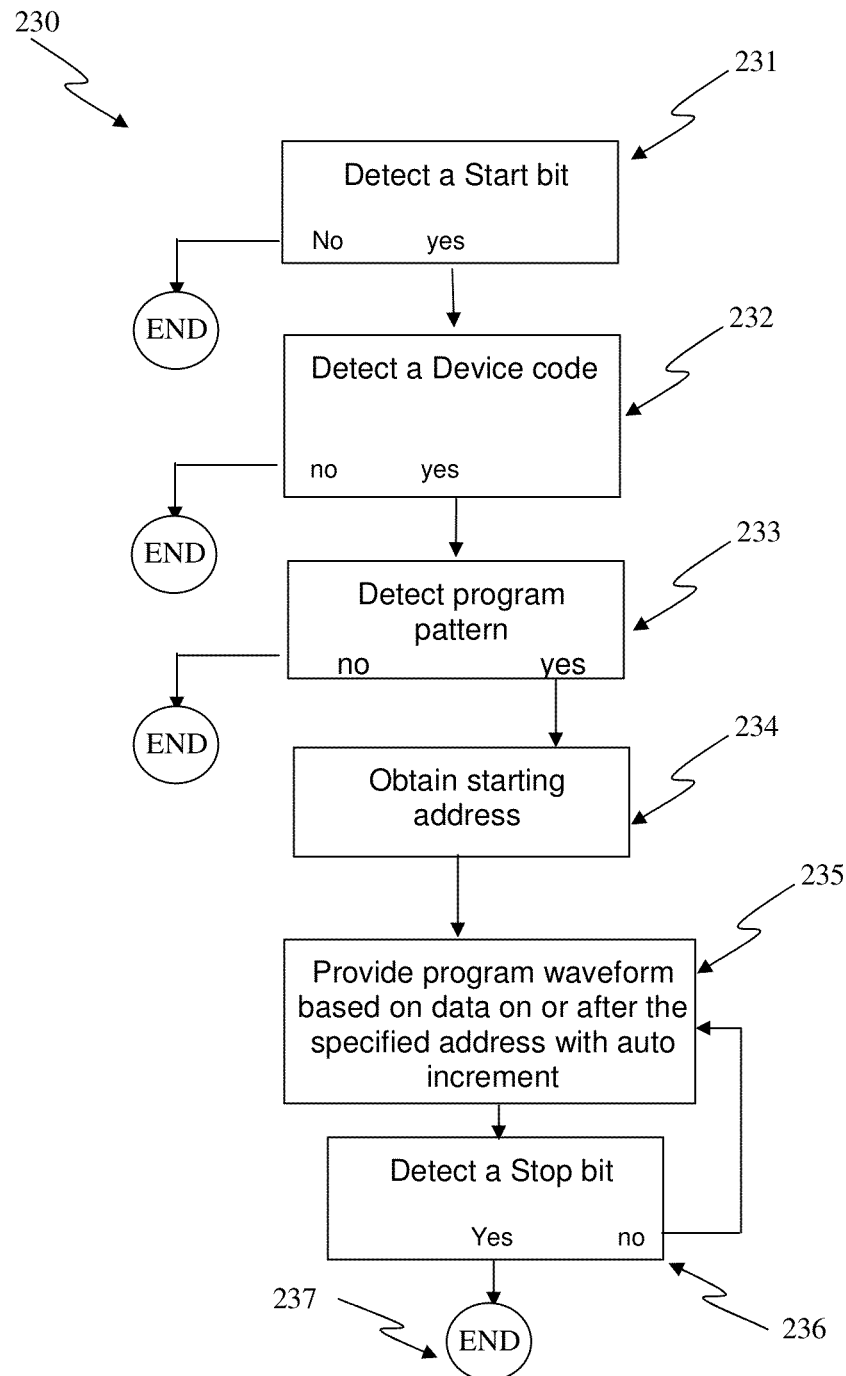 230
231
Detect a Start bit
No yes
END
232
Detect a Device code
no yes
END
233
Detect program
pattern
no yes
END
234
Obtain starting
address
235
Provide program waveform
based on data on or after the
specified address with auto
increment
Detect a Stop bit
Yes no
236
237
END